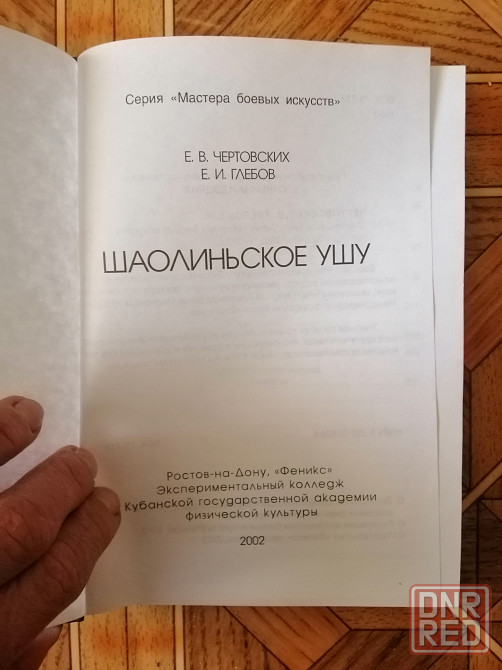 Серия «Мастера боевых искусств»
Е. В. ЧЕРТОВСКИХ
Е. И. ГЛЕБОВ
ШАОЛИНЬСКОЕ УШУ
Ростов-на-Дону, «Феникс»
Экспериментальный колледж
Кубанской государственной академии
физической культуры
2002
DNR
RED